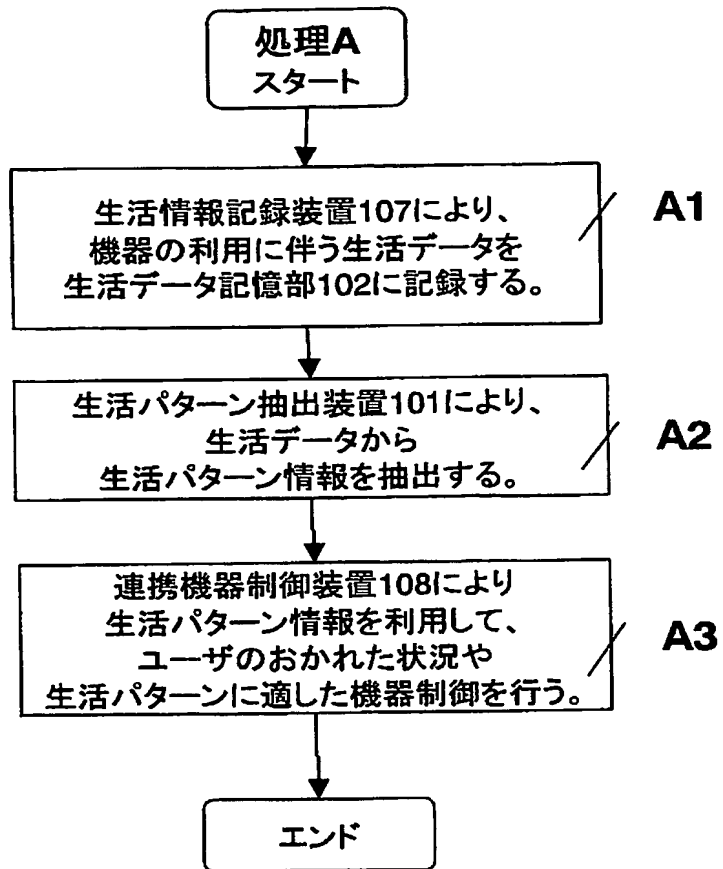 処理A
スタート
生活情報記録装置107により、
機器の利用に伴う生活データを
生活データ記憶部102に記録する。
A1
生活パターン抽出装置101により、
生活データから
生活パターン情報を抽出する。
A2
連携機器制御装置108により
生活パターン情報を利用して、
ユーザのおかれた状況や
生活パターンに適した機器制御を行う。
A3
エンド